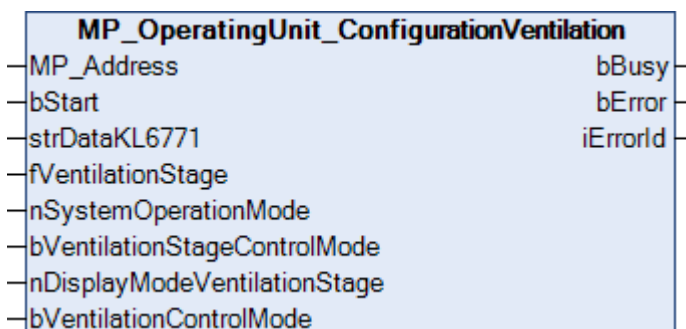 MP_OperatingUnit_ConfigurationVentilation
MP_Address bBusy
bStart bError
strDataKL6771 iErrorId
fVentilationStage
nSystemOperationMode
bVentilationStageControlMode
nDisplayModeVentilationStage
bVentilationControlMode